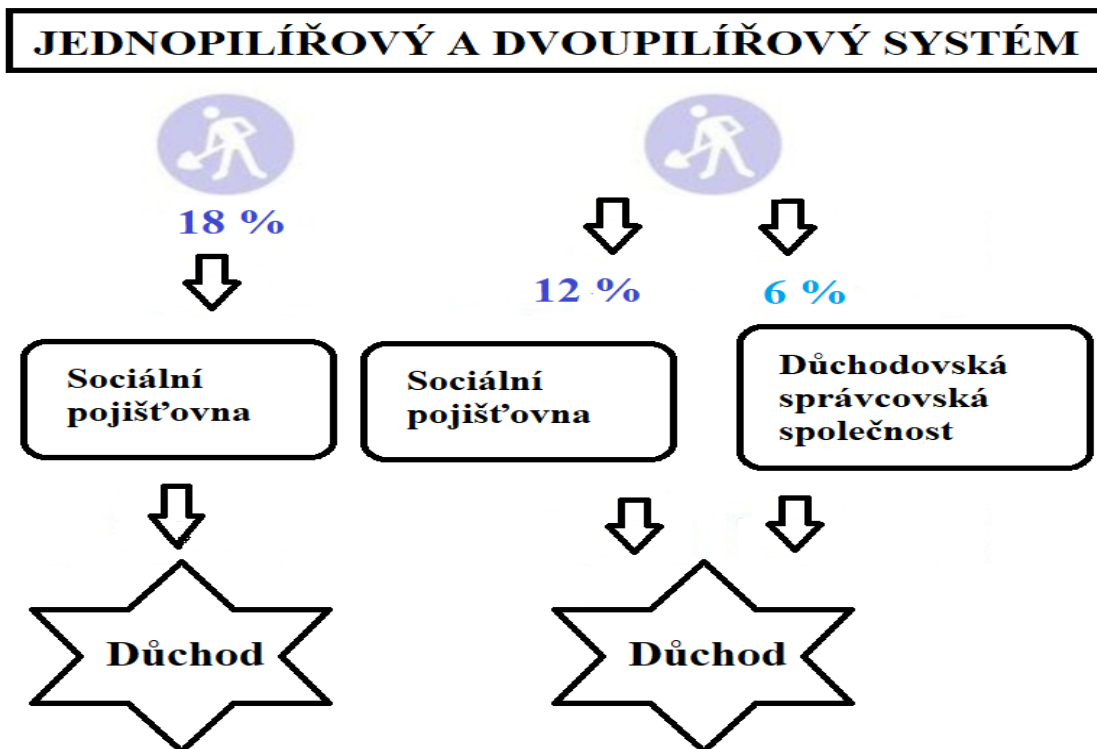 JEDNOPILÍŘOVÝ A DVOUPILÍŘOVÝ SYSTÉM
18 %
12 %
6 %
Sociální
pojišťovna
Sociální
pojišťovna
Důchodovská
správcovská
společnost
Důchod
Důchod